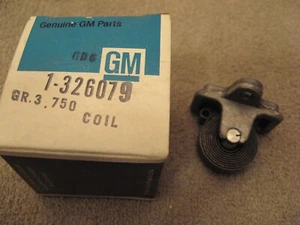 Genuine GM Parts
GM
1-326079
GR.3.750
COIL